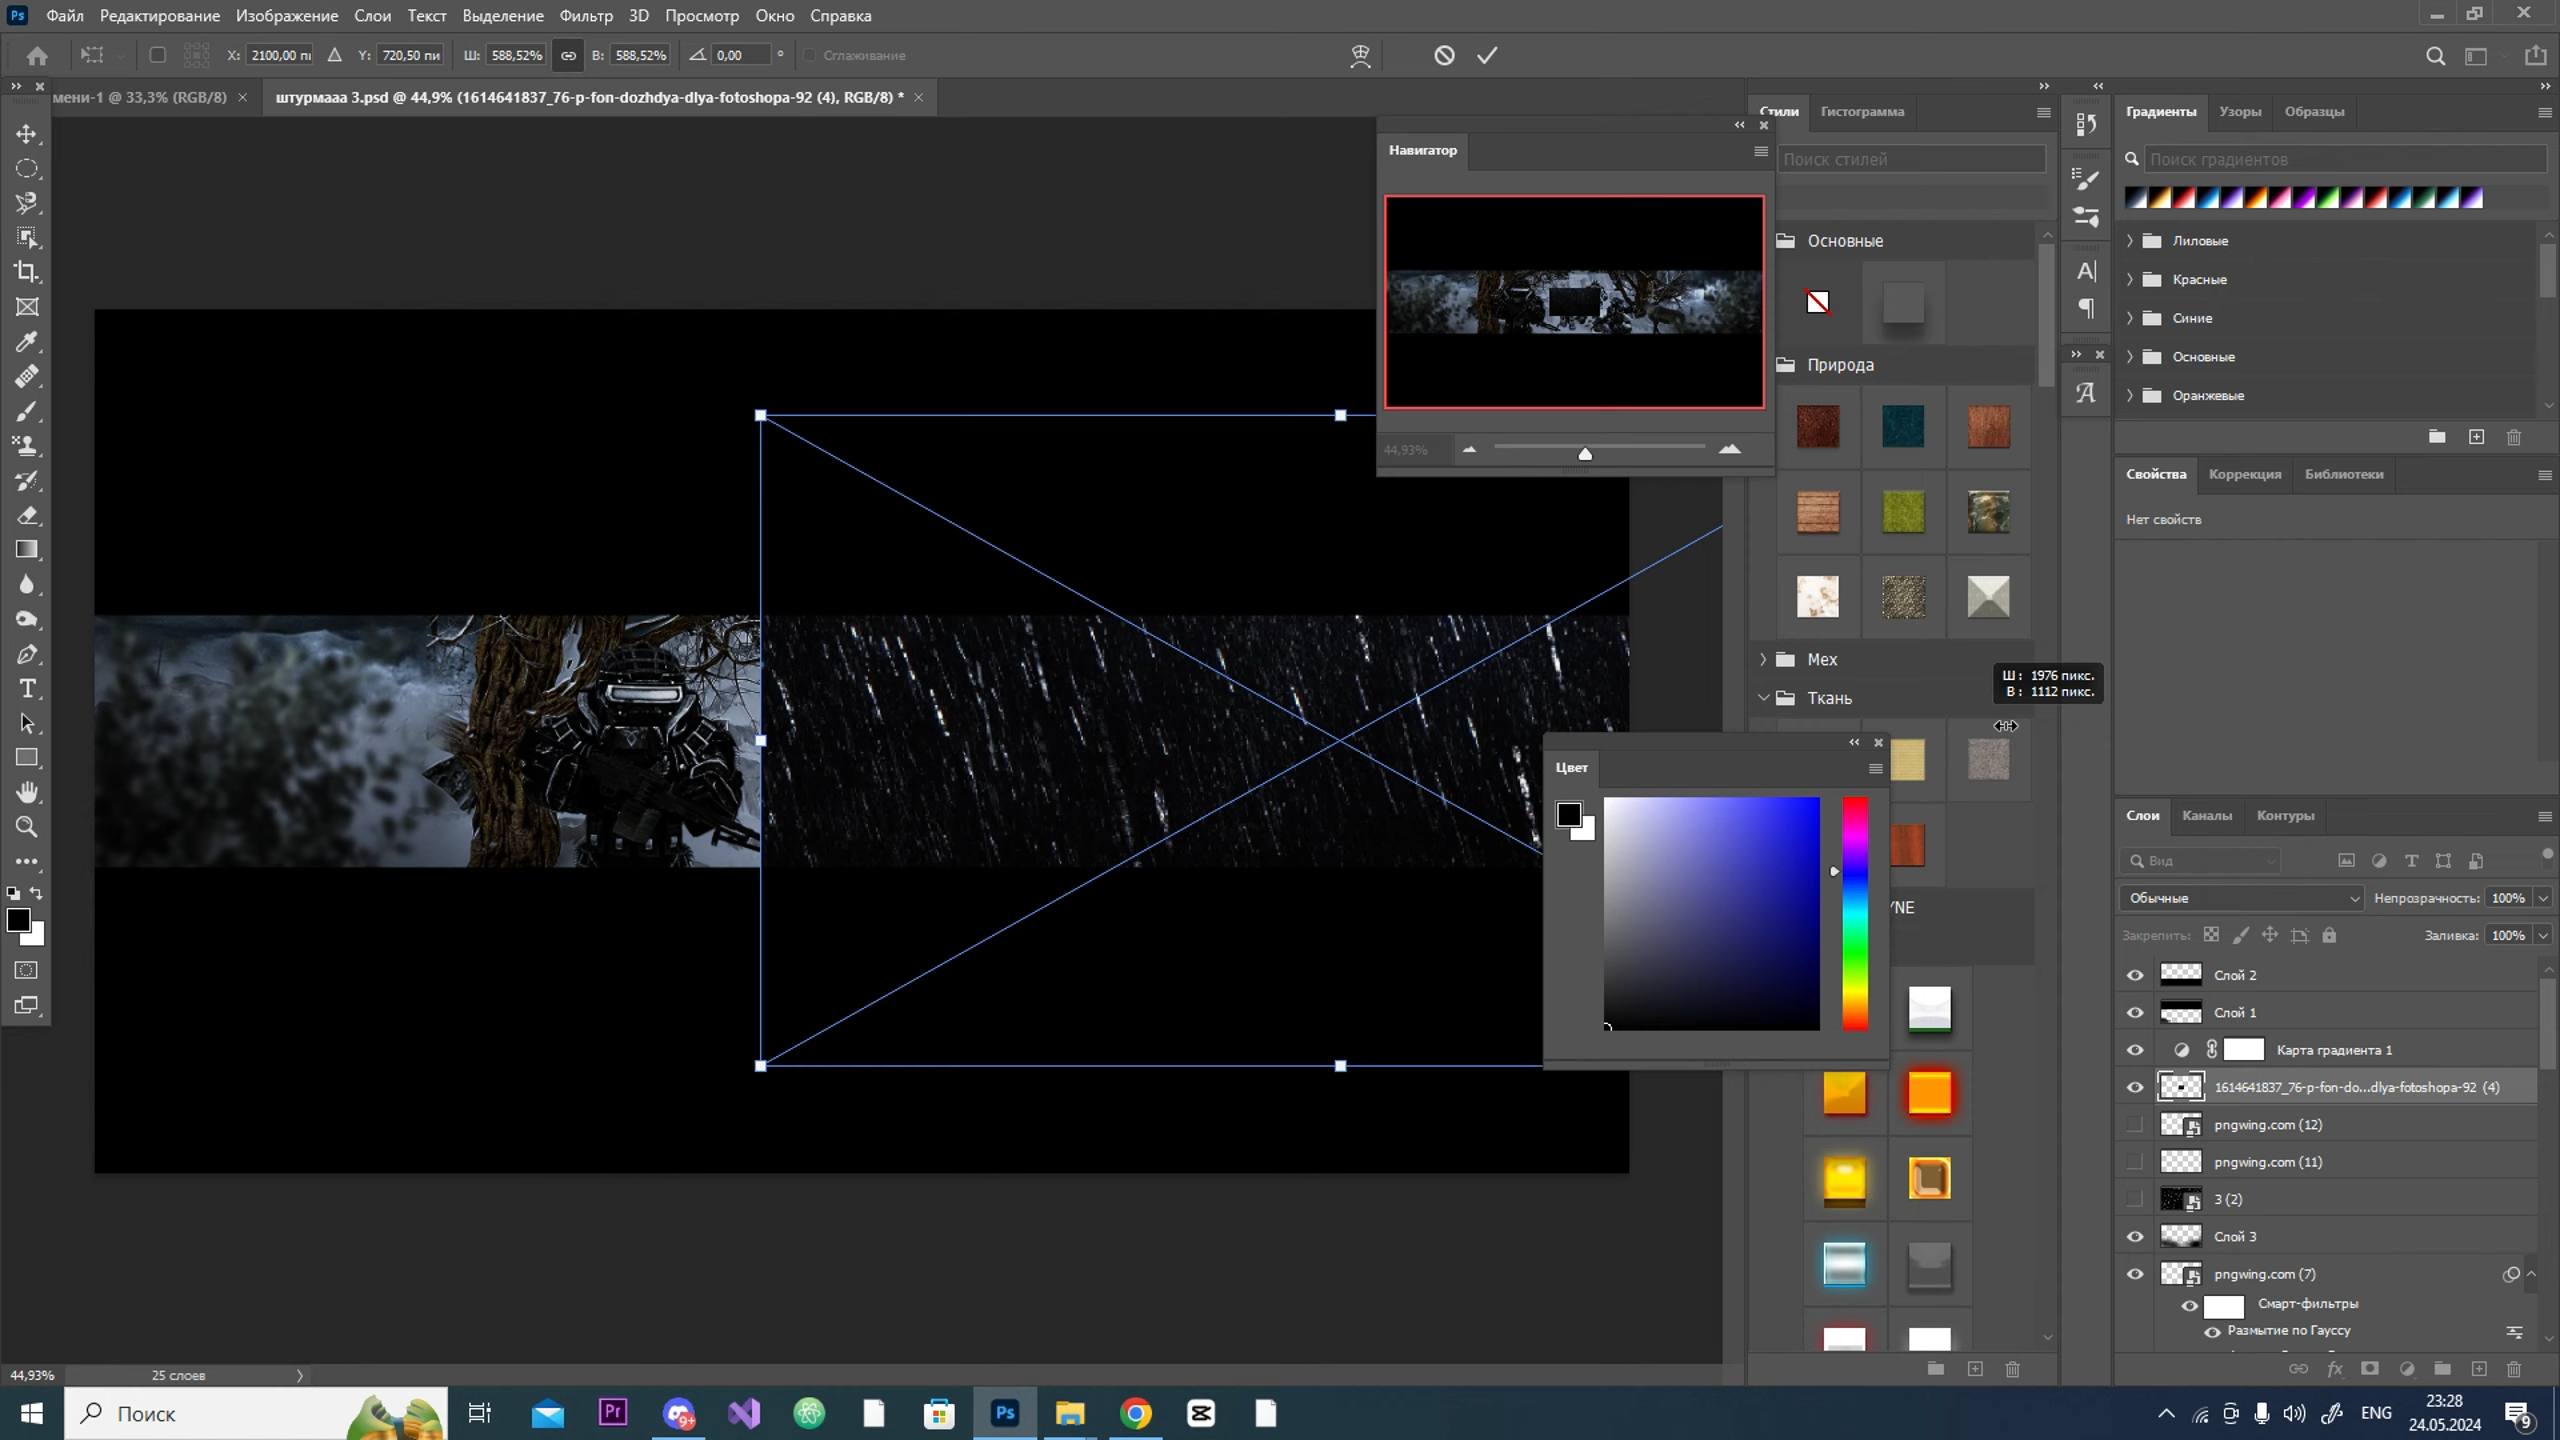 Ps Файл Редактирование Изображение Слои Текст Выделение Фильтр 3D Просмотр Окно Справка
X: 2100,00 пі Y: 720,50 пи Ш: 588,52% В: 588,52% 0,00 ° Сглаживание
мени-1 @ 33,3% (RGB/8) штурмааа 3.psd @ 44,9% (1614641837_76-p-fon-dozhdya-dlya-fotoshopa-92 (4), RGB/8) *
Навигатор
44,93%
Стили Гистограмма
Поиск стилей
Основные
Природа
Мех
Ткань
YNE
Ш: 1976 пикс.
В: 1112 пикс.
Цвет
Градиенты Узоры Образцы
Поиск градиентов
Лиловые
Красные
Синие
Основные
Оранжевые
Свойства Коррекция Библиотеки
Нет свойств
Слои Каналы Контуры
Вид
Обычные Непрозрачность: 100%
Закрепить: Заливка: 100%
Слой 2
Слой 1
Карта градиента 1
1614641837_76-p-fon-do...dlya-fotoshopa-92 (4)
pngwing.com (12)
pngwing.com (11)
3 (2)
Слой 3
pngwing.com (7)
Смарт-фильтры
Размытие по Гауссу
44,93% 25 слоев
Поиск
Pr
9+
Ps
ENG
23:28
24.05.2024
9